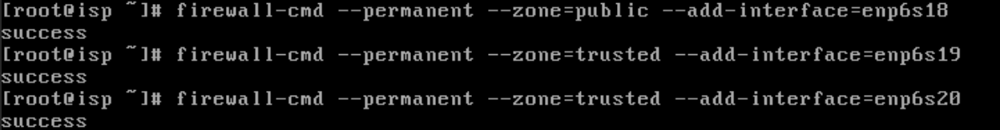 [root@isp ~]# firewall-cmd --permanent --zone=public --add-interface=enp6s18
success
[root@isp ~]# firewall-cmd --permanent --zone=trusted --add-interface=enp6s19
success
[root@isp ~]# firewall-cmd --permanent --zone=trusted --add-interface=enp6s20
success